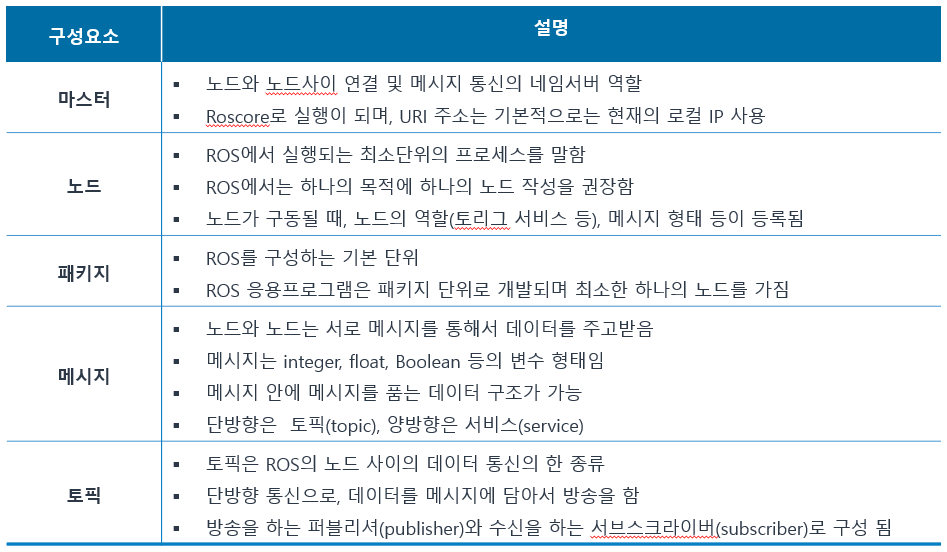 구성요소
설명
마스터
▪ 노드와 노드사이 연결 및 메시지 통신의 네임서버 역할
▪ Roscore로 실행이 되며, URI 주소는 기본적으로는 현재의 로컬 IP 사용
노드
▪ ROS에서 실행되는 최소단위의 프로세스를 말함
▪ ROS에서는 하나의 목적에 하나의 노드 작성을 권장함
▪ 노드가 구동될 때, 노드의 역할(토리그 서비스 등), 메시지 형태 등이 등록됨
패키지
▪ ROS를 구성하는 기본 단위
▪ ROS 응용프로그램은 패키지 단위로 개발되며 최소한 하나의 노드를 가짐
메시지
▪ 노드와 노드는 서로 메시지를 통해서 데이터를 주고받음
▪ 메시지는 integer, float, Boolean 등의 변수 형태임
▪ 메시지 안에 메시지를 품는 데이터 구조가 가능
▪ 단방향은 토픽(topic), 양방향은 서비스(service)
토픽
▪ 토픽은 ROS의 노드 사이의 데이터 통신의 한 종류
▪ 단방향 통신으로, 데이터를 메시지에 담아서 방송을 함
▪ 방송을 하는 퍼블리셔(publisher)와 수신을 하는 서브스크라이버(subscriber)로 구성 됨